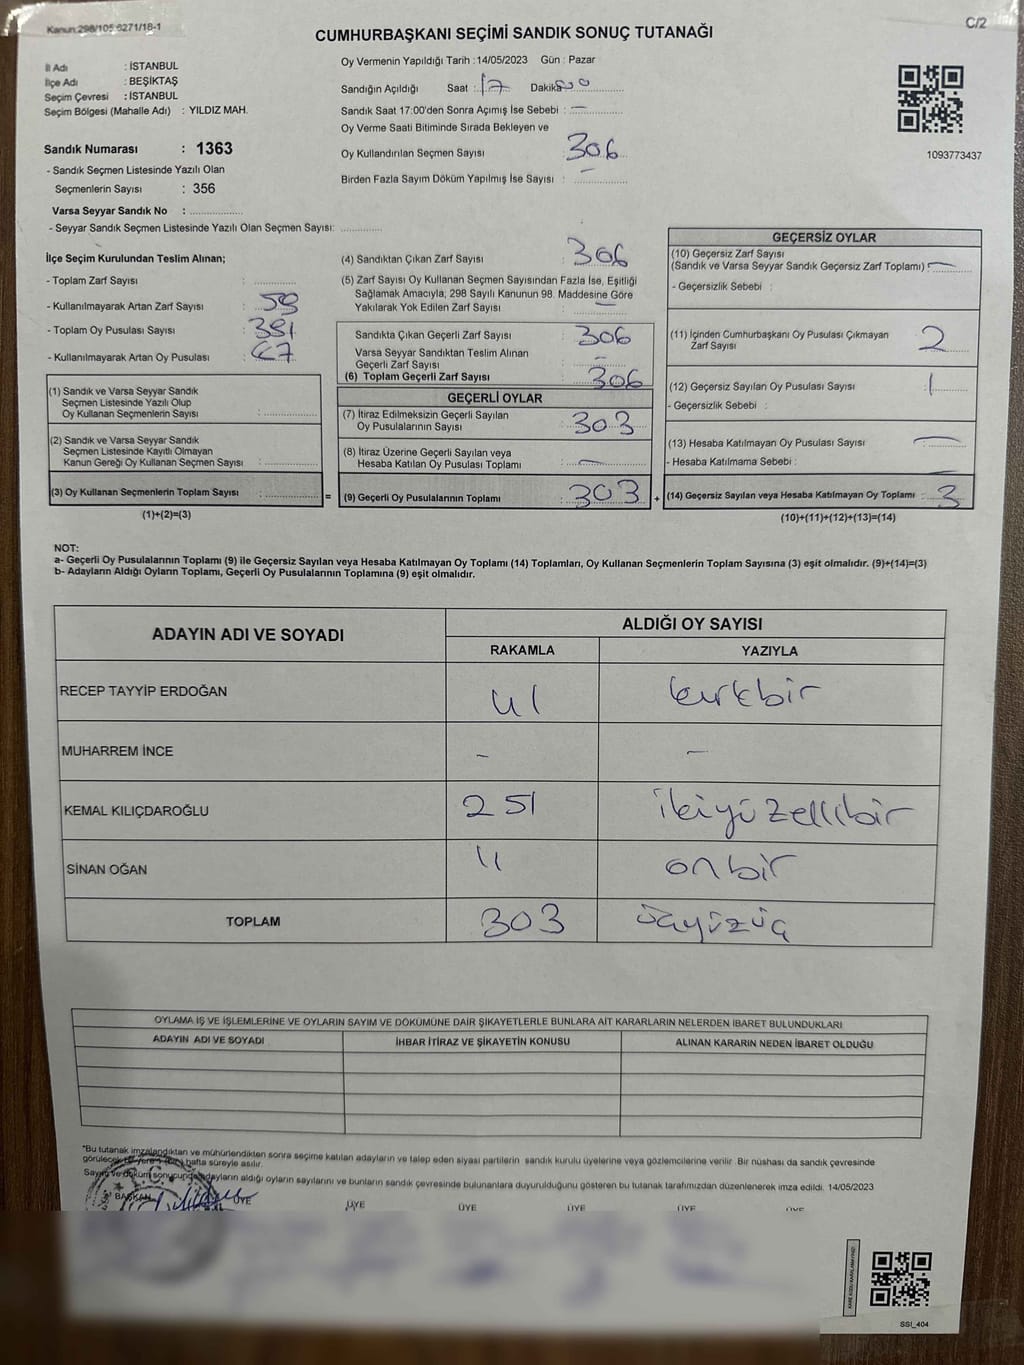 Kanun:298/105 6271/18-1
C/2
CUMHURBAŞKANI SEÇİMİ SANDIK SONUÇ TUTANAĞI
İl Adı : İSTANBUL
İlçe Adı : BEŞİKTAŞ
Seçim Çevresi : İSTANBUL
Seçim Bölgesi (Mahalle Adı) : YILDIZ MAH.
Sandık Numarası : 1363
- Sandık Seçmen Listesinde Yazılı Olan
Seçmenlerin Sayısı : 356
Varsa Seyyar Sandık No :
- Seyyar Sandık Seçmen Listesinde Yazılı Olan Seçmen Sayısı:
Oy Vermenin Yapıldığı Tarih :14/05/2023 Gün : Pazar
Sandığın Açıldığı Saat : 17 Dakika: 00
Sandık Saat 17:00'den Sonra Açımış İse Sebebi : —
Oy Verme Saati Bitiminde Sırada Bekleyen ve
Oy Kullandırılan Seçmen Sayısı : 306
Birden Fazla Sayım Döküm Yapılmış İse Sayısı : —
1093773437
İlçe Seçim Kurulundan Teslim Alınan;
- Toplam Zarf Sayısı :
- Kullanılmayarak Artan Zarf Sayısı :
- Toplam Oy Pusulası Sayısı : 381
- Kullanılmayarak Artan Oy Pusulası : 67
(1) Sandık ve Varsa Seyyar Sandık
Seçmen Listesinde Yazılı Olup
Oy Kullanan Seçmenlerin Sayısı :
(2) Sandık ve Varsa Seyyar Sandık
Seçmen Listesinde Kayıtlı Olmayan
Kanun Gereği Oy Kullanan Seçmen Sayısı :
(3) Oy Kullanan Seçmenlerin Toplam Sayısı : =
(1)+(2)=(3)
(4) Sandıktan Çıkan Zarf Sayısı : 306
(5) Zarf Sayısı Oy Kullanan Seçmen Sayısından Fazla İse, Eşitliği
Sağlamak Amacıyla; 298 Sayılı Kanunun 98. Maddesine Göre
Yakılarak Yok Edilen Zarf Sayısı : —
Sandıkta Çıkan Geçerli Zarf Sayısı : 306
Varsa Seyyar Sandıktan Teslim Alınan
Geçerli Zarf Sayısı : —
(6) Toplam Geçerli Zarf Sayısı : 306
GEÇERLİ OYLAR
(7) İtiraz Edilmeksizin Geçerli Sayılan
Oy Pusulalarının Sayısı : 303
(8) İtiraz Üzerine Geçerli Sayılan veya
Hesaba Katılan Oy Pusulası Toplamı : —
(9) Geçerli Oy Pusulalarının Toplamı : 303 +
GEÇERSİZ OYLAR
(10) Geçersiz Zarf Sayısı
(Sandık ve Varsa Seyyar Sandık Geçersiz Zarf Toplamı) : —
- Geçersizlik Sebebi :
(11) İçinden Cumhurbaşkanı Oy Pusulası Çıkmayan
Zarf Sayısı : 2
(12) Geçersiz Sayılan Oy Pusulası Sayısı : 1
- Geçersizlik Sebebi :
(13) Hesaba Katılmayan Oy Pusulası Sayısı : —
- Hesaba Katılmama Sebebi : —
(14) Geçersiz Sayılan veya Hesaba Katılmayan Oy Toplamı : 3
(10)+(11)+(12)+(13)=(14)
NOT:
a- Geçerli Oy Pusulalarının Toplamı (9) ile Geçersiz Sayılan veya Hesaba Katılmayan Oy Toplamı (14) Toplamları, Oy Kullanan Seçmenlerin Toplam Sayısına (3) eşit olmalıdır. (9)+(14)=(3)
b- Adayların Aldığı Oyların Toplamı, Geçerli Oy Pusulalarının Toplamına (9) eşit olmalıdır.
ADAYIN ADI VE SOYADI ALDIĞI OY SAYISI
RAKAMLA YAZIYLA
RECEP TAYYİP ERDOĞAN 41 kırkbir
MUHARREM İNCE - -
KEMAL KILIÇDAROĞLU 251 ikiyüzellibir
SİNAN OĞAN 11 onbir
TOPLAM 303 üçyüzüç
OYLAMA İŞ VE İŞLEMLERİNE VE OYLARIN SAYIM VE DÖKÜMÜNE DAİR ŞİKAYETLERLE BUNLARA AİT KARARLARIN NELERDEN İBARET BULUNDUKLARI
ADAYIN ADI VE SOYADI İHBAR İTİRAZ VE ŞİKAYETİN KONUSU ALINAN KARARIN NEDEN İBARET OLDUĞU
*Bu tutanak imzalandıktan ve mühürlendikten sonra seçime katılan adayların ve talep eden siyasi partilerin sandık kurulu üyelerine veya gözlemcilerine verilir. Bir nüshası da sandık çevresinde
görülecek bir yere hafta süreyle asılır.
Sayım ve döküm sonucunda adayların aldığı oyların sayılarını ve bunların sandık çevresinde bulunanlara duyurulduğunu gösteren bu tutanak tarafımızdan düzenlenerek imza edildi. 14/05/2023
BAŞKAN ÜYE ÜYE ÜYE ÜYE ÜYE ÜYE
SSI_404